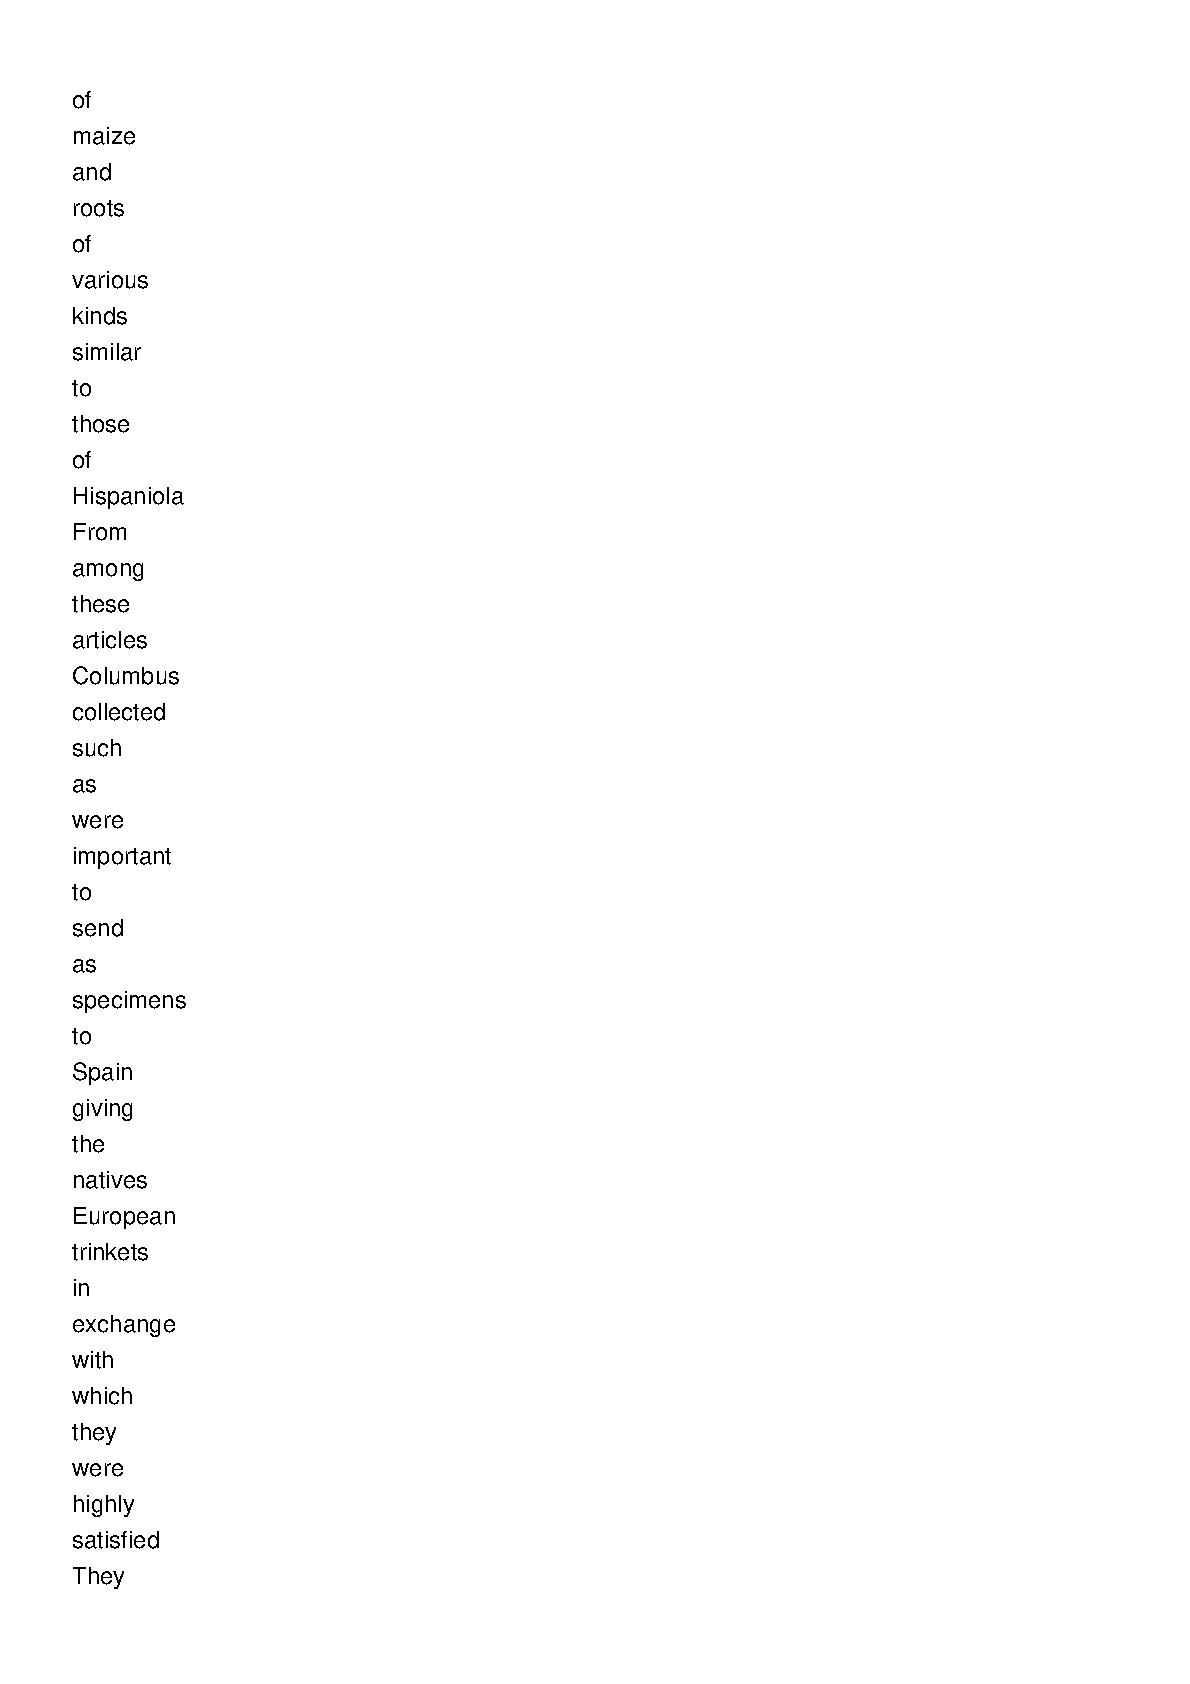 of
maize
and
roots
of
various
kinds
similar
to
those
of
Hispaniola
From
among
these
articles
Columbus
collected
such
as
were
important
to
send
as
specimens
to
Spain
giving
the
natives
European
trinkets
in
exchange
with
which
they
were
highly
satisfied
They